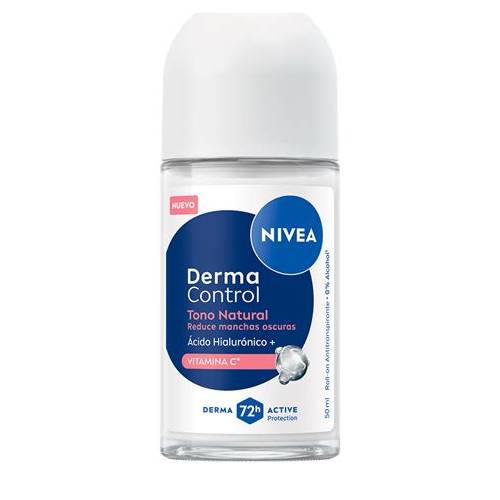 NUEVO
NIVEA
Derma
Control
Tono Natural
Reduce manchas oscuras
Ácido Hialurónico +
VITAMINA C*
DERMA 72h ACTIVE
Protection
50 ml Roll-on Antitranspirante • 0% Alcohol¹